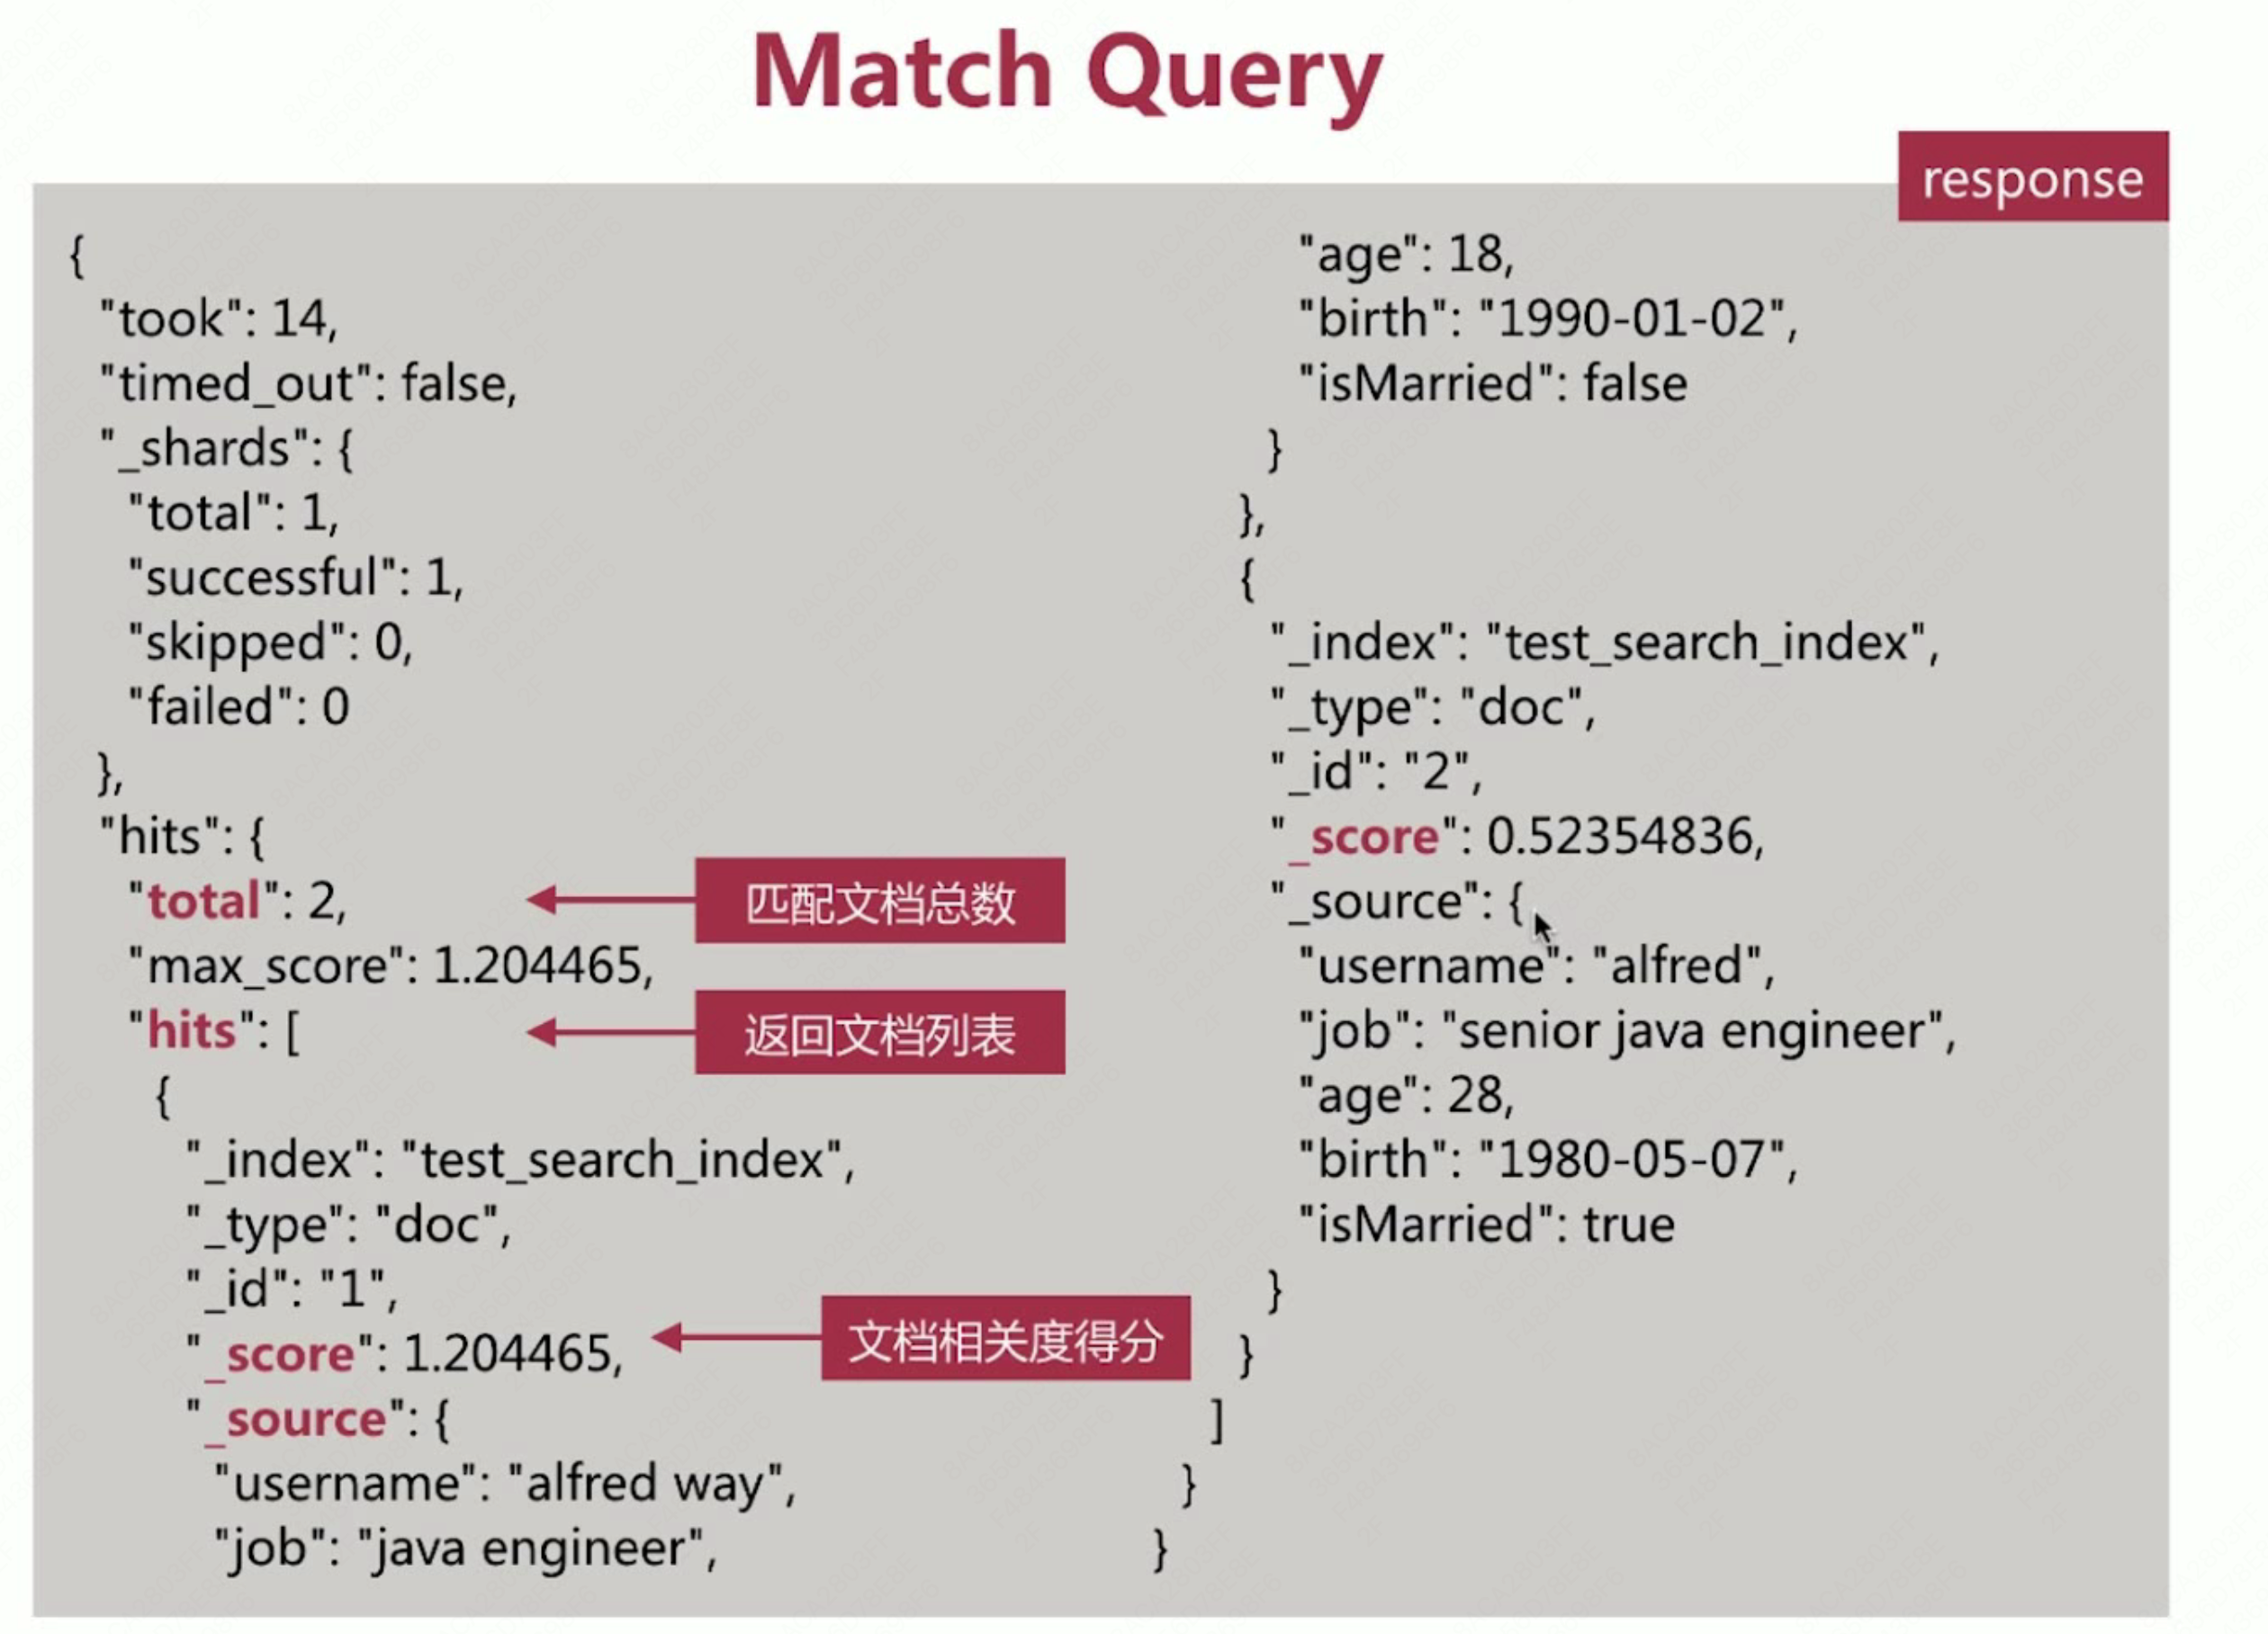 Match Query
response
{
"took": 14,
"timed_out": false,
"_shards": {
"total": 1,
"successful": 1,
"skipped": 0,
"failed": 0
},
"hits": {
"total": 2,
匹配文档总数
"max_score": 1.204465,
"hits": [
返回文档列表
{
"_index": "test_search_index",
"_type": "doc",
"_id": "1",
"_score": 1.204465,
文档相关度得分
"_source": {
"username": "alfred way",
"job": "java engineer",
"age": 18,
"birth": "1990-01-02",
"isMarried": false
}
},
{
"_index": "test_search_index",
"_type": "doc",
"_id": "2",
"_score": 0.52354836,
"_source": {
"username": "alfred",
"job": "senior java engineer",
"age": 28,
"birth": "1980-05-07",
"isMarried": true
}
}
]
}
}